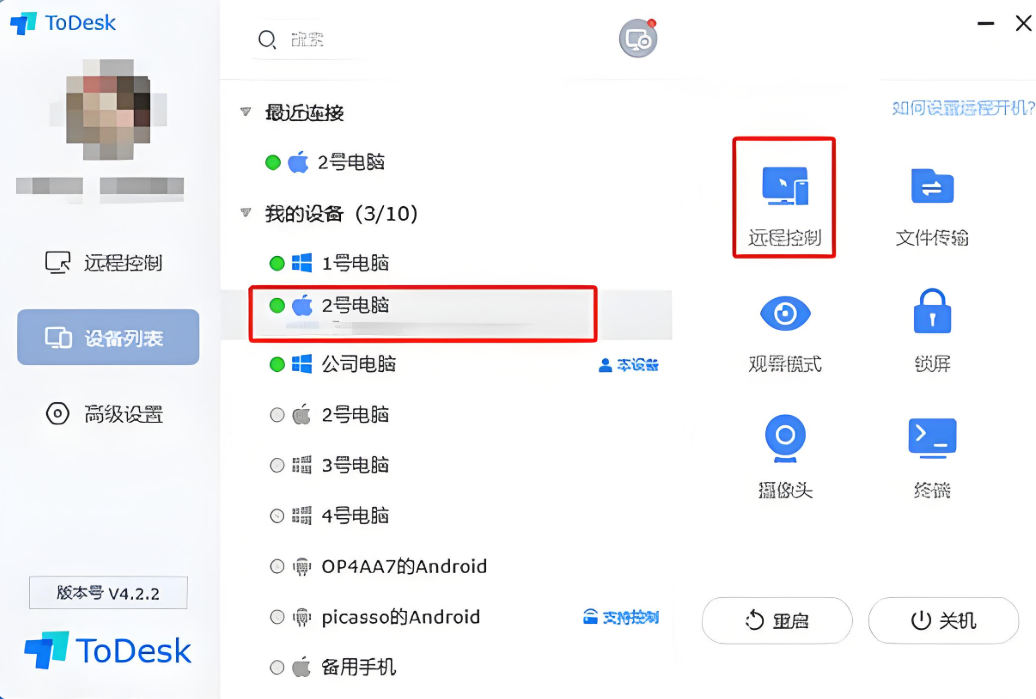 ToDesk
搜索
如何设置远程开机?
最近连接
2号电脑
我的设备 (3/10)
1号电脑
2号电脑
公司电脑
本设备
2号电脑
3号电脑
4号电脑
OP4AA7的Android
picasso的Android
支持控制
备用手机
远程控制
设备列表
高级设置
版本号 V4.2.2
ToDesk
远程控制
文件传输
观看模式
锁屏
摄像头
终端
重启
关机